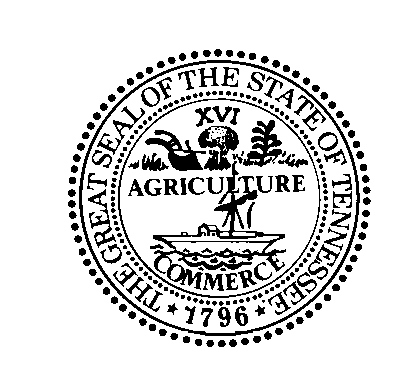 THE GREAT SEAL OF THE STATE OF TENNESSEE
XVI
AGRICULTURE
COMMERCE
★ 1796 ★